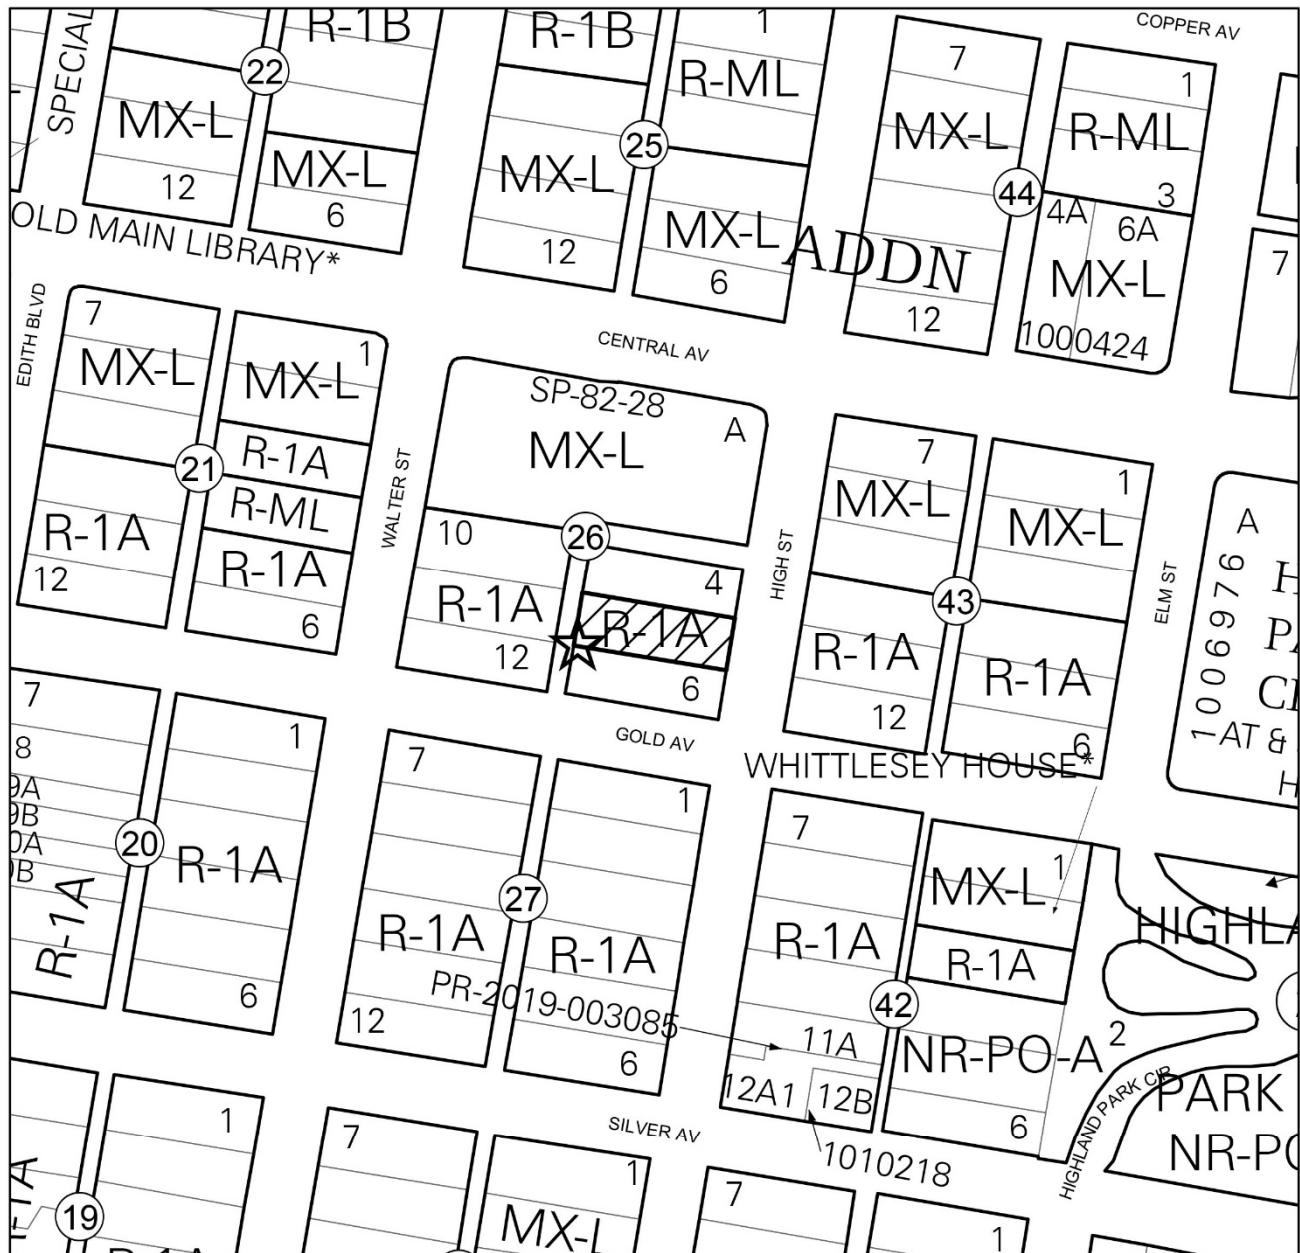 COPPER AV
SPECIAL
R-1B
R-1B
1
R-ML
7
1
22
MX-L
MX-L
25
MX-L
MX-L
R-ML
12
6
MX-L
12
6
44
3
4A
6A
ADDN
MX-L
7
OLD MAIN LIBRARY*
12
1000424
EDITH BLVD
7
MX-L
1
MX-L
CENTRAL AV
SP-82-28
A
MX-L
7
MX-L
1
MX-L
A
1006976
21
R-1A
R-ML
R-1A
12
R-1A
6
WALTER ST
10
26
4
R-1A
R-1A
12
6
HIGH ST
43
R-1A
R-1A
12
6
ELM ST
AT &
GOLD AV
WHITTLESEY HOUSE*
7
8
9A
9B
0A
0B
R-1A
20
1
R-1A
6
7
27
1
R-1A
R-1A
12
6
PR-2019-003085
7
R-1A
42
1
MX-L
R-1A
NR-PO-A
2
11A
12A1
12B
6
HIGHLA
HIGHLAND PARK CIR
PARK
NR-PO
SILVER AV
1010218
19
1
R-1A
7
1
MX-L
7
1